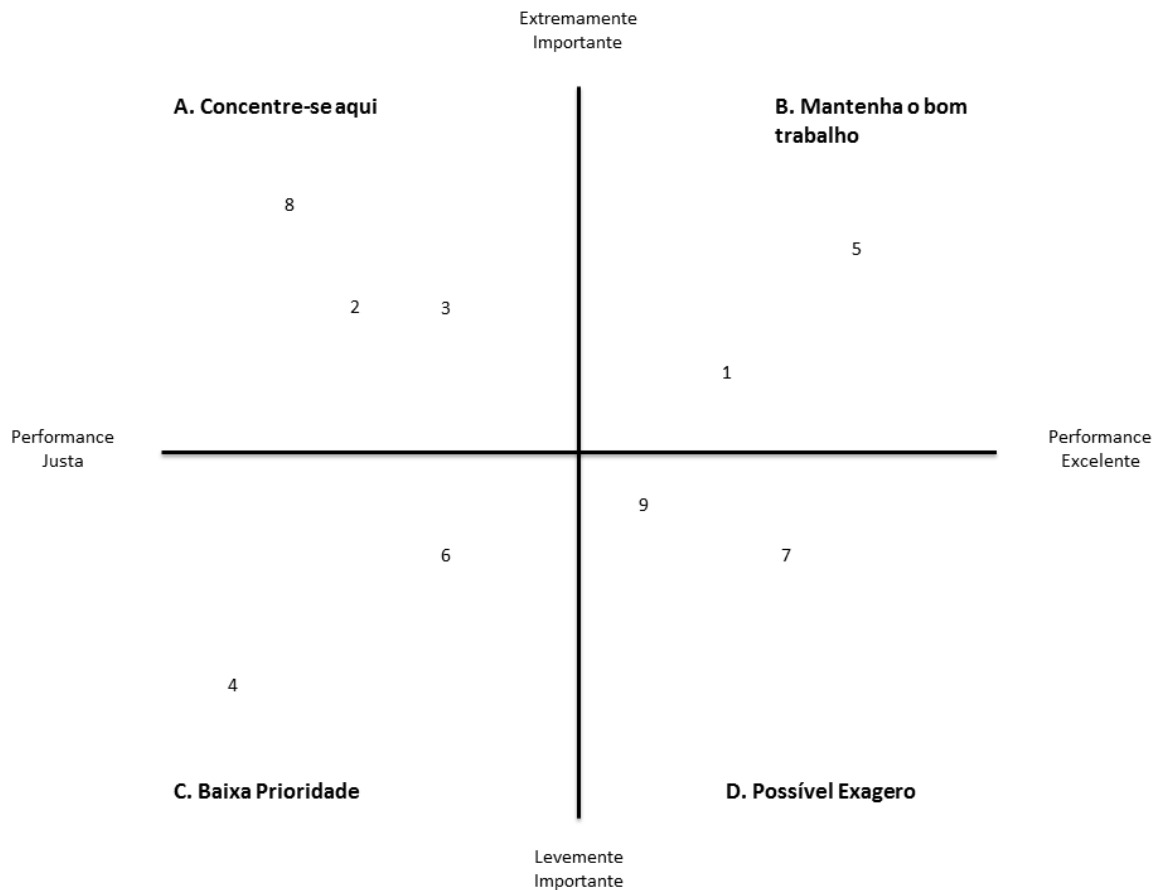 Extremamente
Importante
A. Concentre-se aqui
B. Mantenha o bom
trabalho
8
5
2
3
1
Performance
Justa
Performance
Excelente
9
6
7
4
C. Baixa Prioridade
D. Possível Exagero
Levemente
Importante